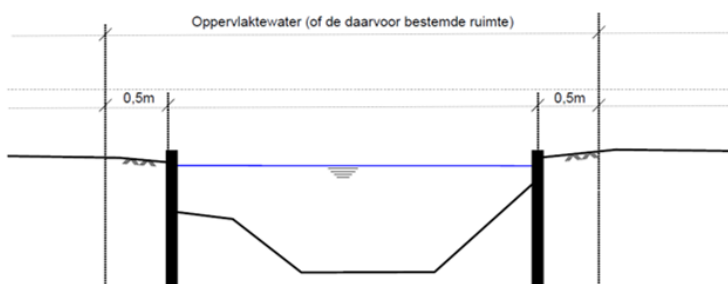 Oppervlaktewater (of de daarvoor bestemde ruimte)
0,5m 0,5m